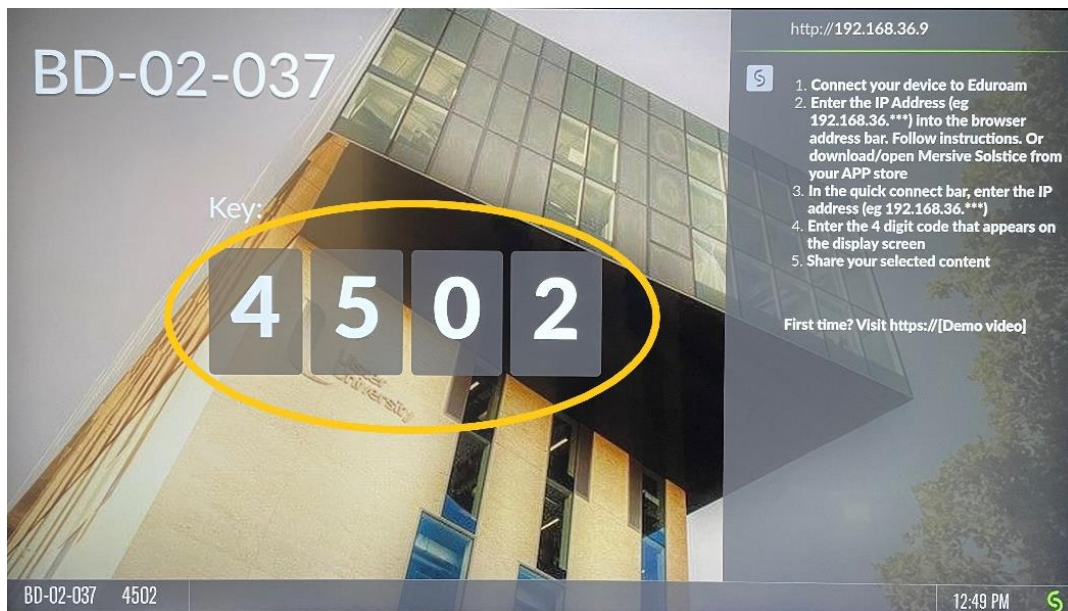 BD-02-037
Key:
4 5 0 2
Ulster
University
http://192.168.36.9
1. Connect your device to Eduroam
2. Enter the IP Address (eg
192.168.36.***) into the browser
address bar. Follow instructions. Or
download/open Mersive Solstice from
your APP store
3. In the quick connect bar, enter the IP
address (eg 192.168.36.***)
4. Enter the 4 digit code that appears on
the display screen
5. Share your selected content
First time? Visit https://[Demo video]
BD-02-037 4502
12:49 PM